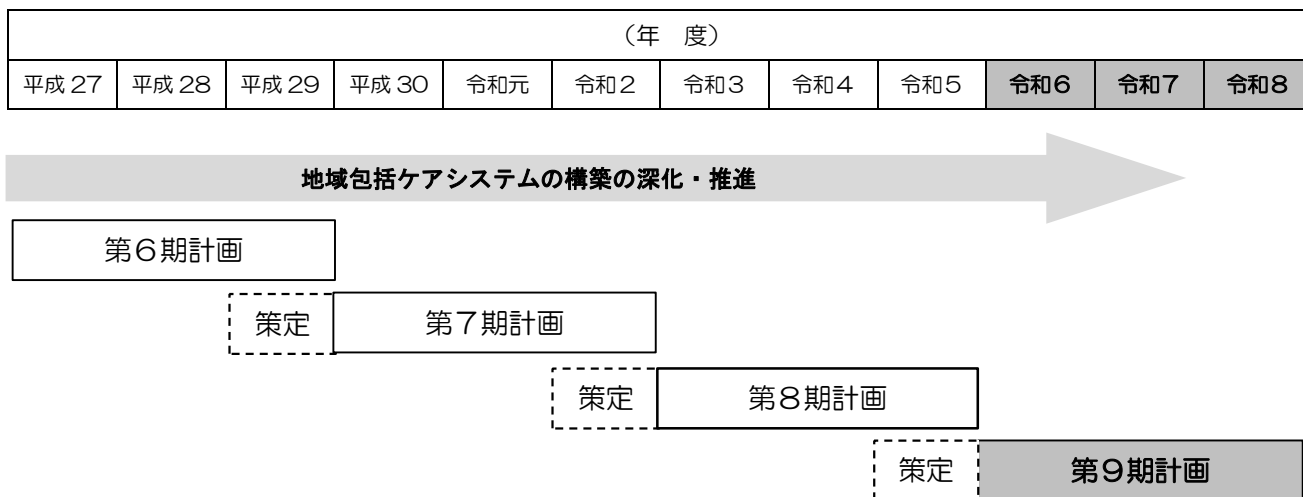 （年　度）
平成27 平成28 平成29 平成30 令和元 令和2 令和3 令和4 令和5 令和6 令和7 令和8
地域包括ケアシステムの構築の深化・推進
第6期計画
策定 第7期計画
策定 第8期計画
策定 第9期計画